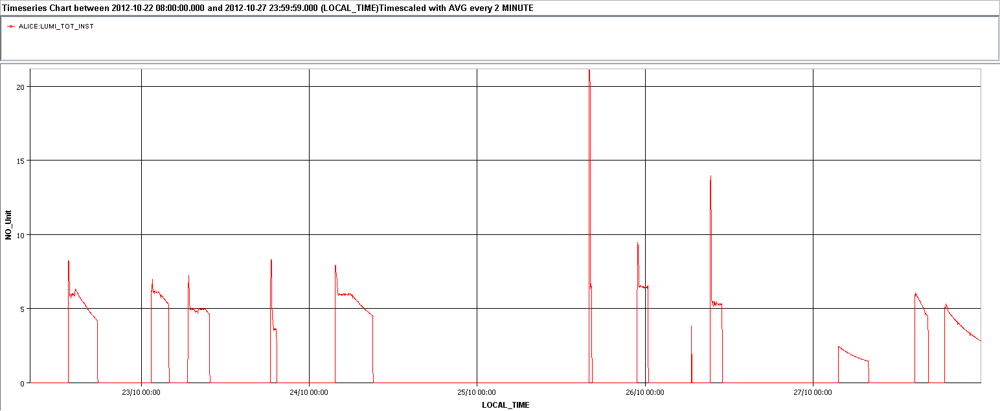 Timeseries Chart between 2012-10-22 08:00:00.000 and 2012-10-27 23:59:59.000 (LOCAL_TIME)Timescaled with AVG every 2 MINUTE
ALICE:LUMI_TOT_INST
20
15
10
5
0
NO_Unit
23/10 00:00
24/10 00:00
25/10 00:00
26/10 00:00
27/10 00:00
LOCAL_TIME